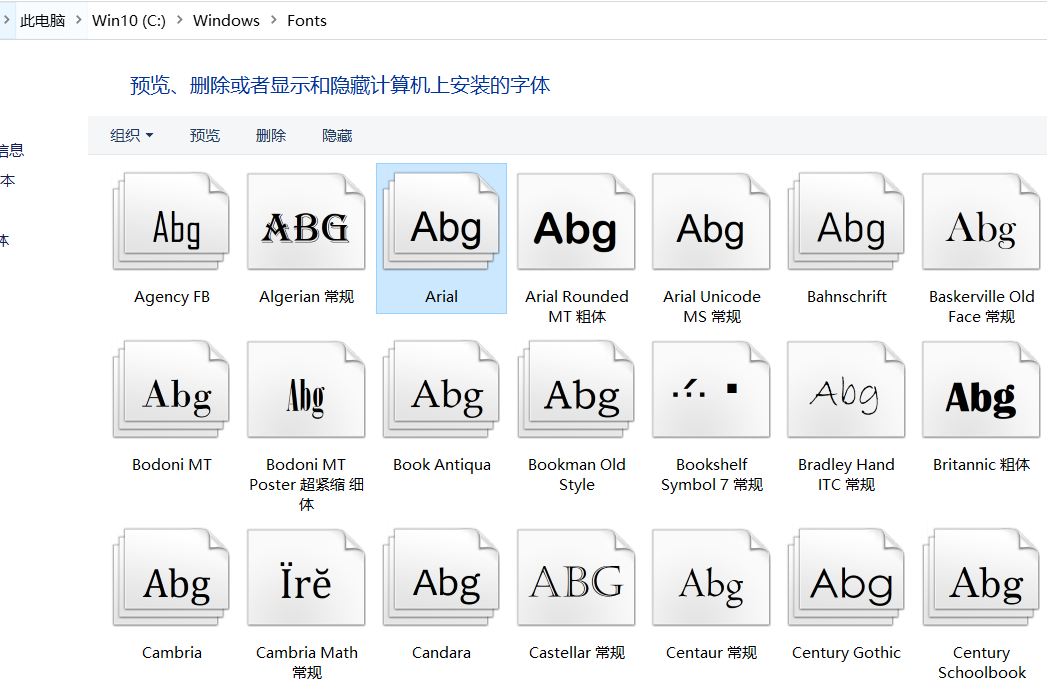 此电脑 > Win10 (C:) > Windows > Fonts
预览、删除或者显示和隐藏计算机上安装的字体
组织 预览 删除 隐藏
信息
本
体
Abg ABG Abg Abg Abg Abg Abg
Agency FB Algerian 常规 Arial Arial Rounded Arial Unicode Bahnschrift Baskerville Old
MT 粗体 MS 常规 Face 常规
Abg Abg Abg Abg Abg Abg
Bodoni MT Bodoni MT Book Antiqua Bookman Old Bookshelf Bradley Hand Britannic 粗体
Poster 超紧缩 细 Style Symbol 7 常规 ITC 常规
体
Abg Ïrĕ Abg ABG Abg Abg Abg
Cambria Cambria Math Candara Castellar 常规 Centaur 常规 Century Gothic Century
常规 Schoolbook